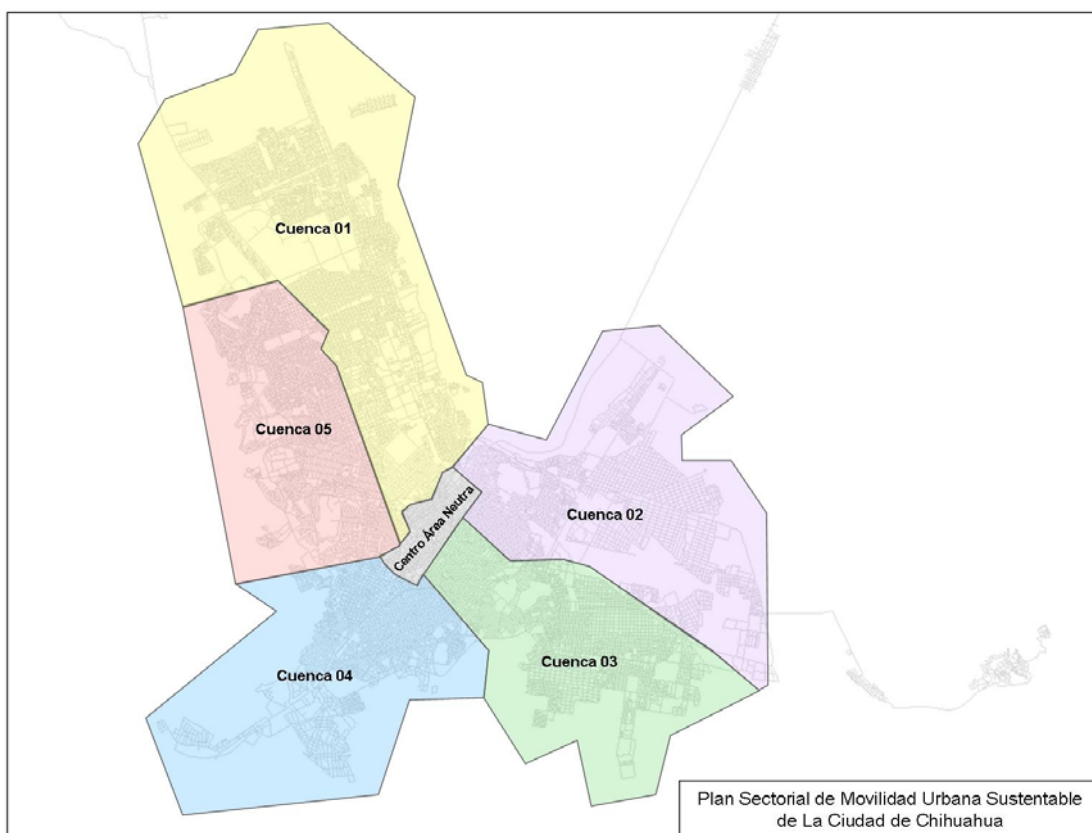 Cuenca 01
Cuenca 05
Cuenca 02
Centro Área Neutra
Cuenca 03
Cuenca 04
Plan Sectorial de Movilidad Urbana Sustentable
de La Ciudad de Chihuahua